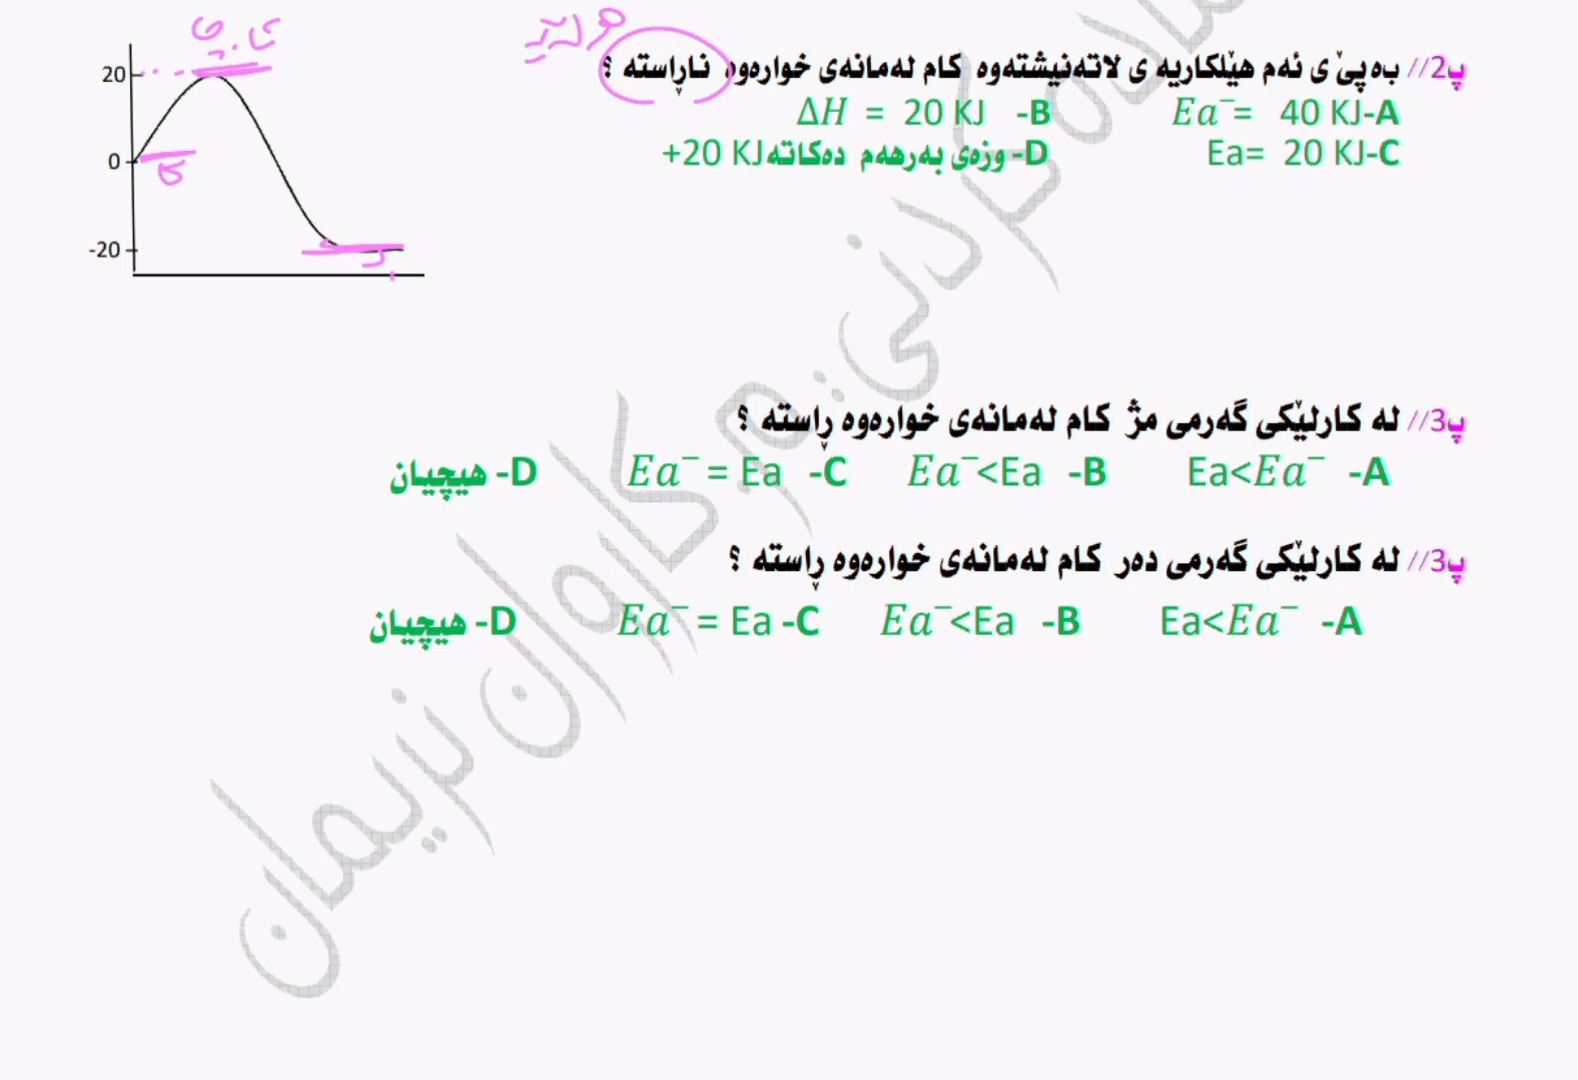 پ2// بەپێ ی ئەم هێلکاریە ی لاتەنیشتەوە کام لەمانەی خوارەوە ناڕاستە ؟
A-Ea⁻= 40 KJ B- ΔH = 20 KJ
C-Ea= 20 KJ D- وزەی بەرهەم دەکاتە +20 KJ
20
0
-20
پ3// لە کارلێکی گەرمی مژ کام لەمانەی خوارەوە ڕاستە ؟
A- Ea<Ea⁻ B- Ea⁻<Ea C- Ea⁻ = Ea D- هیچیان
پ3// لە کارلێکی گەرمی دەر کام لەمانەی خوارەوە ڕاستە ؟
A- Ea<Ea⁻ B- Ea⁻<Ea C- Ea⁻ = Ea D- هیچیان
م.کاروان نریمان